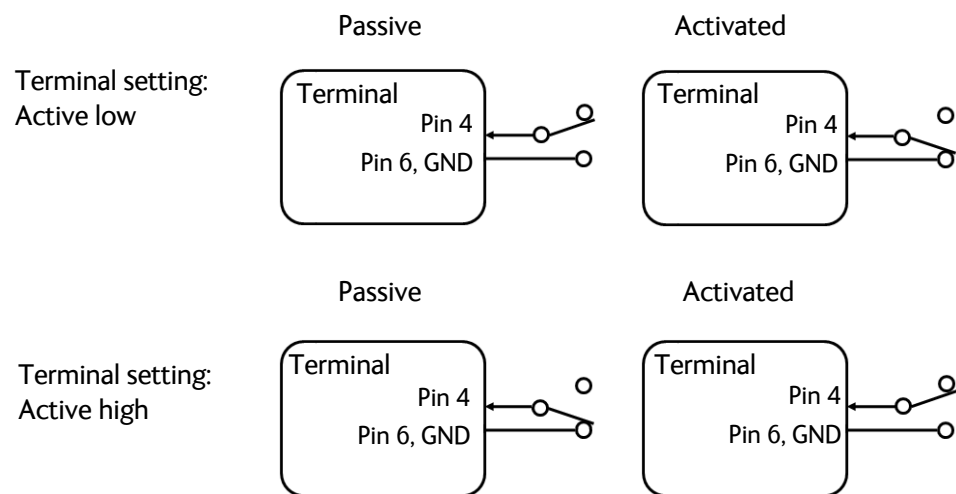 Passive
Activated
Terminal setting:
Active low
Terminal
Pin 4
Pin 6, GND
Terminal
Pin 4
Pin 6, GND
Passive
Activated
Terminal setting:
Active high
Terminal
Pin 4
Pin 6, GND
Terminal
Pin 4
Pin 6, GND